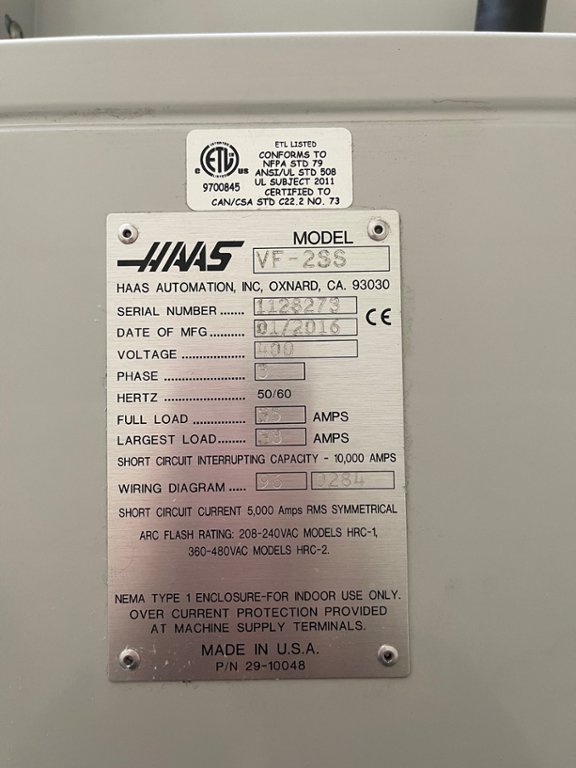 ETL LISTED
CONFORMS TO
NFPA STD 79
ANSI/UL STD 508
UL SUBJECT 2011
CERTIFIED TO
CAN/CSA STD C22.2 NO. 73
C ETL US
9700845
HAAS
MODEL
VF-2SS
HAAS AUTOMATION, INC, OXNARD, CA. 93030
SERIAL NUMBER ....... 1128273
DATE OF MFG .......... 01/2016 CE
VOLTAGE .................. 400
PHASE ....................... 3
HERTZ ....................... 50/60
FULL LOAD ................ AMPS
LARGEST LOAD........ AMPS
SHORT CIRCUIT INTERRUPTING CAPACITY - 10,000 AMPS
WIRING DIAGRAM ..... 96 0284
SHORT CIRCUIT CURRENT 5,000 Amps RMS SYMMETRICAL
ARC FLASH RATING: 208-240VAC MODELS HRC-1,
360-480VAC MODELS HRC-2.
NEMA TYPE 1 ENCLOSURE-FOR INDOOR USE ONLY.
OVER CURRENT PROTECTION PROVIDED
AT MACHINE SUPPLY TERMINALS.
MADE IN U.S.A.
P/N 29-10048